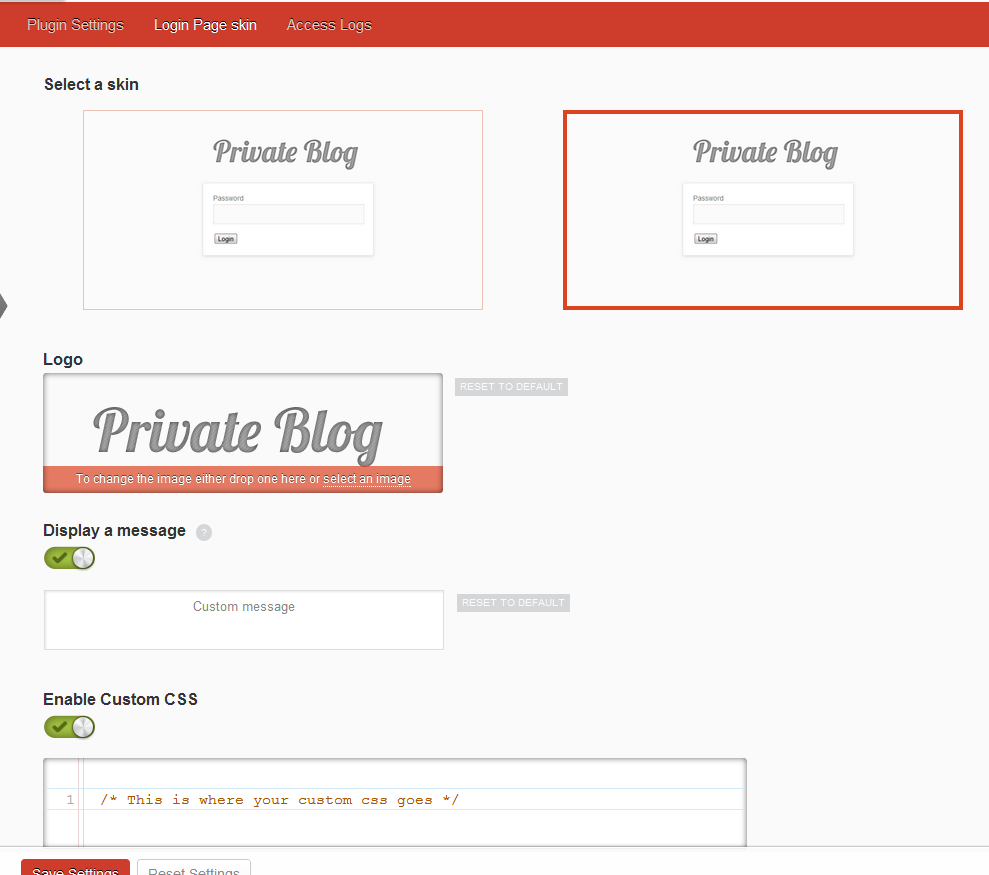 Plugin Settings Login Page skin Access Logs
Select a skin
Private Blog
Password
Login
Private Blog
Password
Login
Logo
Private Blog
To change the image either drop one here or select an image
RESET TO DEFAULT
Display a message ?
Custom message
RESET TO DEFAULT
Enable Custom CSS
1 /* This is where your custom css goes */
Save Settings Reset Settings